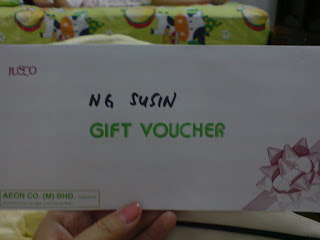 JUSCO
NG SUSIN
GIFT VOUCHER
AEON CO. (M) BHD.